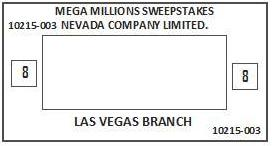 MEGA MILLIONS SWEEPSTAKES
10215-003 NEVADA COMPANY LIMITED.
8
8
LAS VEGAS BRANCH
10215-003